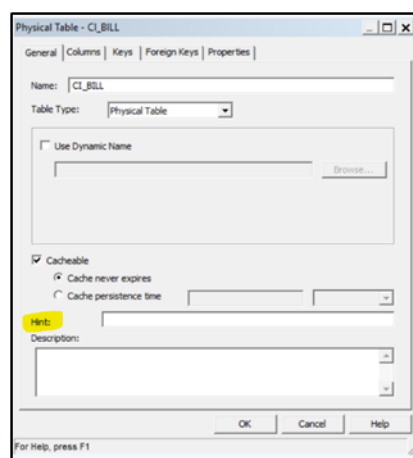 Physical Table - CI_BILL
General Columns Keys Foreign Keys Properties
Name: CI_BILL
Table Type: Physical Table
Use Dynamic Name
Browse...
Cacheable
Cache never expires
Cache persistence time
Hint:
Description:
OK Cancel Help
For Help, press F1